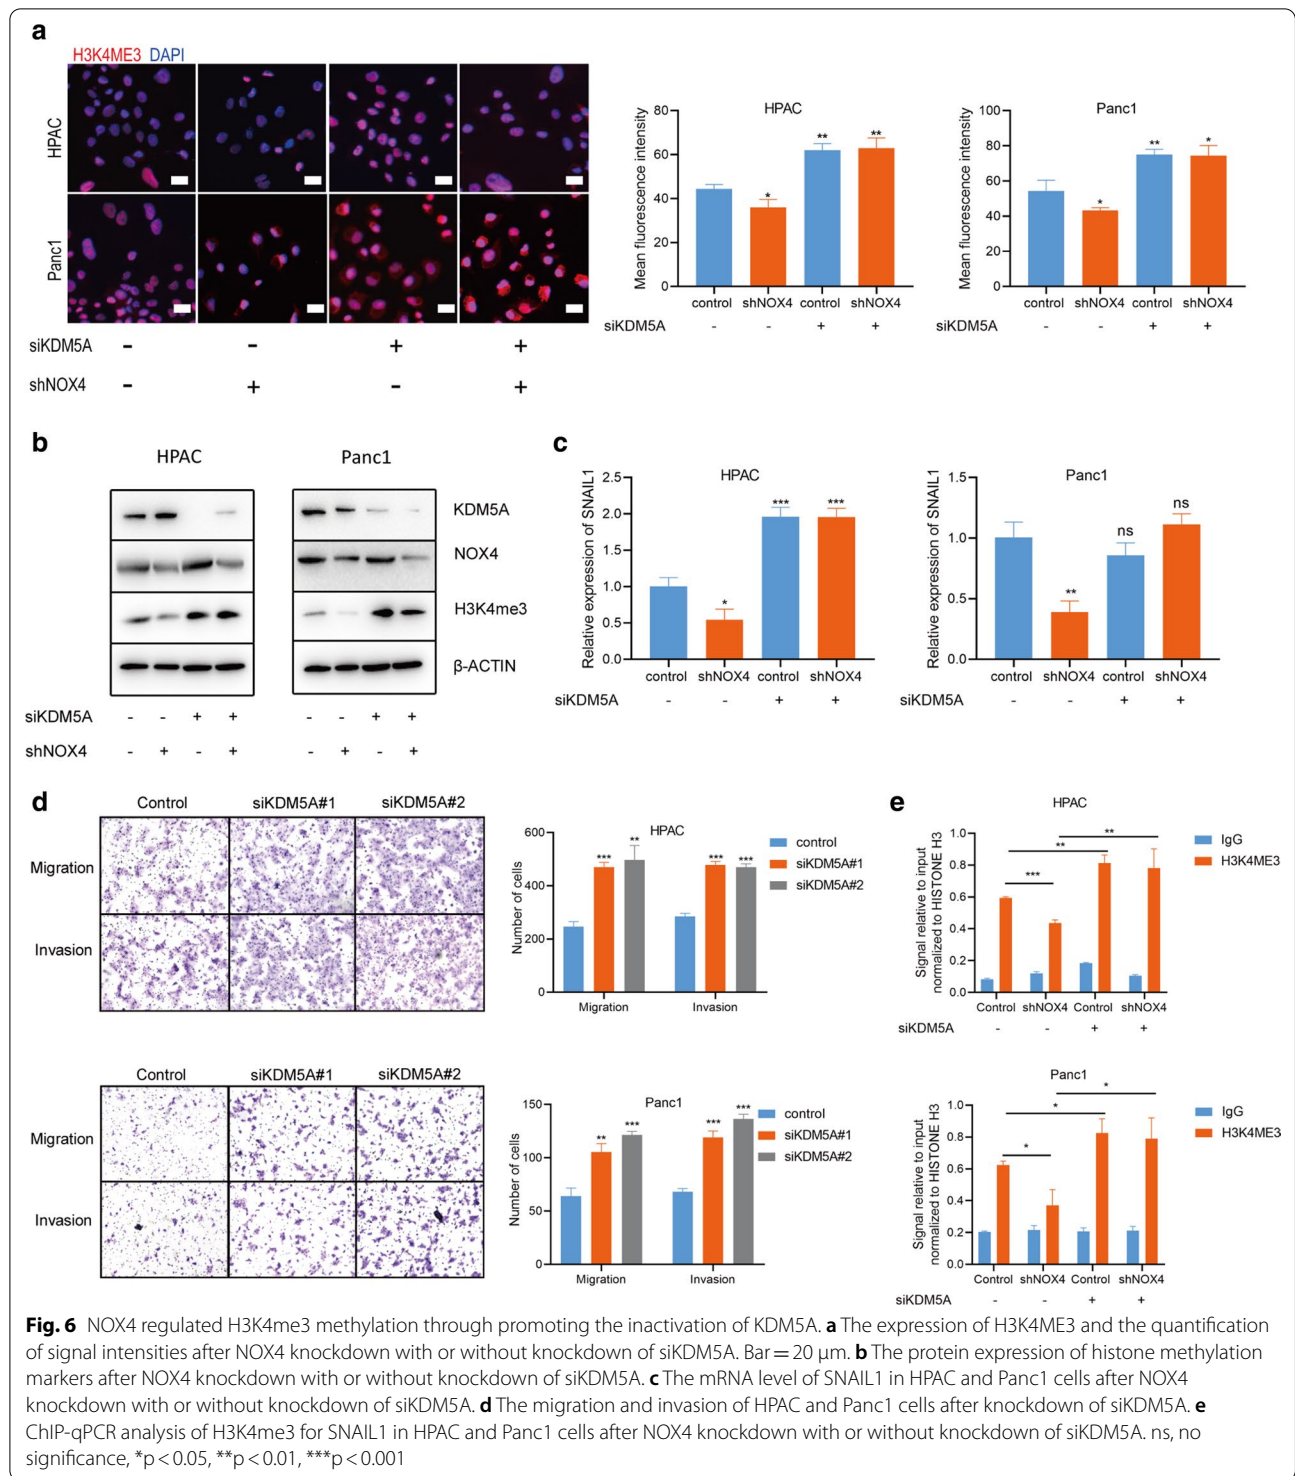 a
H3K4ME3 DAPI
HPAC
Panc1
siKDM5A - - + +
shNOX4 - + - +
HPAC
Mean fluorescence intensity
80
60
40
20
0
* ** **
control shNOX4 control shNOX4
siKDM5A - - + +
Panc1
Mean fluorescence intensity
100
80
60
40
20
0
* ** *
control shNOX4 control shNOX4
siKDM5A - - + +
b
HPAC Panc1
KDM5A
NOX4
H3K4me3
β-ACTIN
siKDM5A - - + + - - + +
shNOX4 - + - + - + - +
c
HPAC
Relative expression of SNAIL1
2.5
2.0
1.5
1.0
0.5
0.0
* *** ***
control shNOX4 control shNOX4
siKDM5A - - + +
Panc1
Relative expression of SNAIL1
1.5
1.0
0.5
0.0
** ns ns
control shNOX4 control shNOX4
siKDM5A - - + +
d
Control siKDM5A#1 siKDM5A#2
Migration
Invasion
HPAC
Number of cells
600
400
200
0
*** ** *** ***
Migration Invasion
control
siKDM5A#1
siKDM5A#2
Control siKDM5A#1 siKDM5A#2
Migration
Invasion
Panc1
Number of cells
150
100
50
0
** *** *** ***
Migration Invasion
control
siKDM5A#1
siKDM5A#2
e
HPAC
Signal relative to input
normalized to HISTONE H3
1.0
0.8
0.6
0.4
0.2
0.0
**
**
***
IgG
H3K4ME3
Control shNOX4 Control shNOX4
siKDM5A - - + +
Panc1
Signal relative to input
normalized to HISTONE H3
1.0
0.8
0.6
0.4
0.2
0.0
*
*
*
IgG
H3K4ME3
Control shNOX4 Control shNOX4
siKDM5A - - + +
Fig. 6 NOX4 regulated H3K4me3 methylation through promoting the inactivation of KDM5A. a The expression of H3K4ME3 and the quantification
of signal intensities after NOX4 knockdown with or without knockdown of siKDM5A. Bar = 20 μm. b The protein expression of histone methylation
markers after NOX4 knockdown with or without knockdown of siKDM5A. c The mRNA level of SNAIL1 in HPAC and Panc1 cells after NOX4
knockdown with or without knockdown of siKDM5A. d The migration and invasion of HPAC and Panc1 cells after knockdown of siKDM5A. e
ChIP-qPCR analysis of H3K4me3 for SNAIL1 in HPAC and Panc1 cells after NOX4 knockdown with or without knockdown of siKDM5A. ns, no
significance, *p < 0.05, **p < 0.01, ***p < 0.001